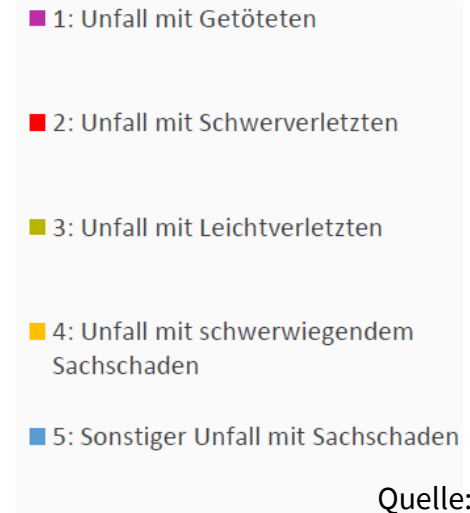 1: Unfall mit Getöteten
2: Unfall mit Schwerverletzten
3: Unfall mit Leichtverletzten
4: Unfall mit schwerwiegendem
Sachschaden
5: Sonstiger Unfall mit Sachschaden
Quelle: